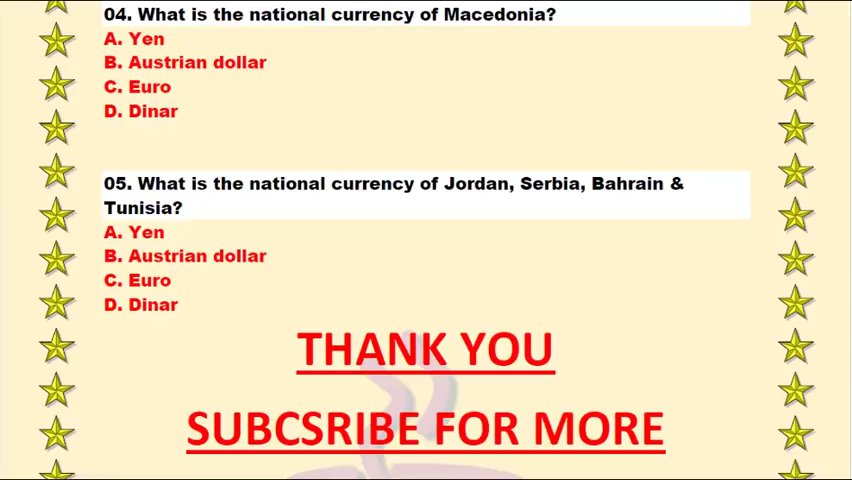 04. What is the national currency of Macedonia?
A. Yen
B. Austrian dollar
C. Euro
D. Dinar
05. What is the national currency of Jordan, Serbia, Bahrain &
Tunisia?
A. Yen
B. Austrian dollar
C. Euro
D. Dinar
THANK YOU
SUBCSRIBE FOR MORE